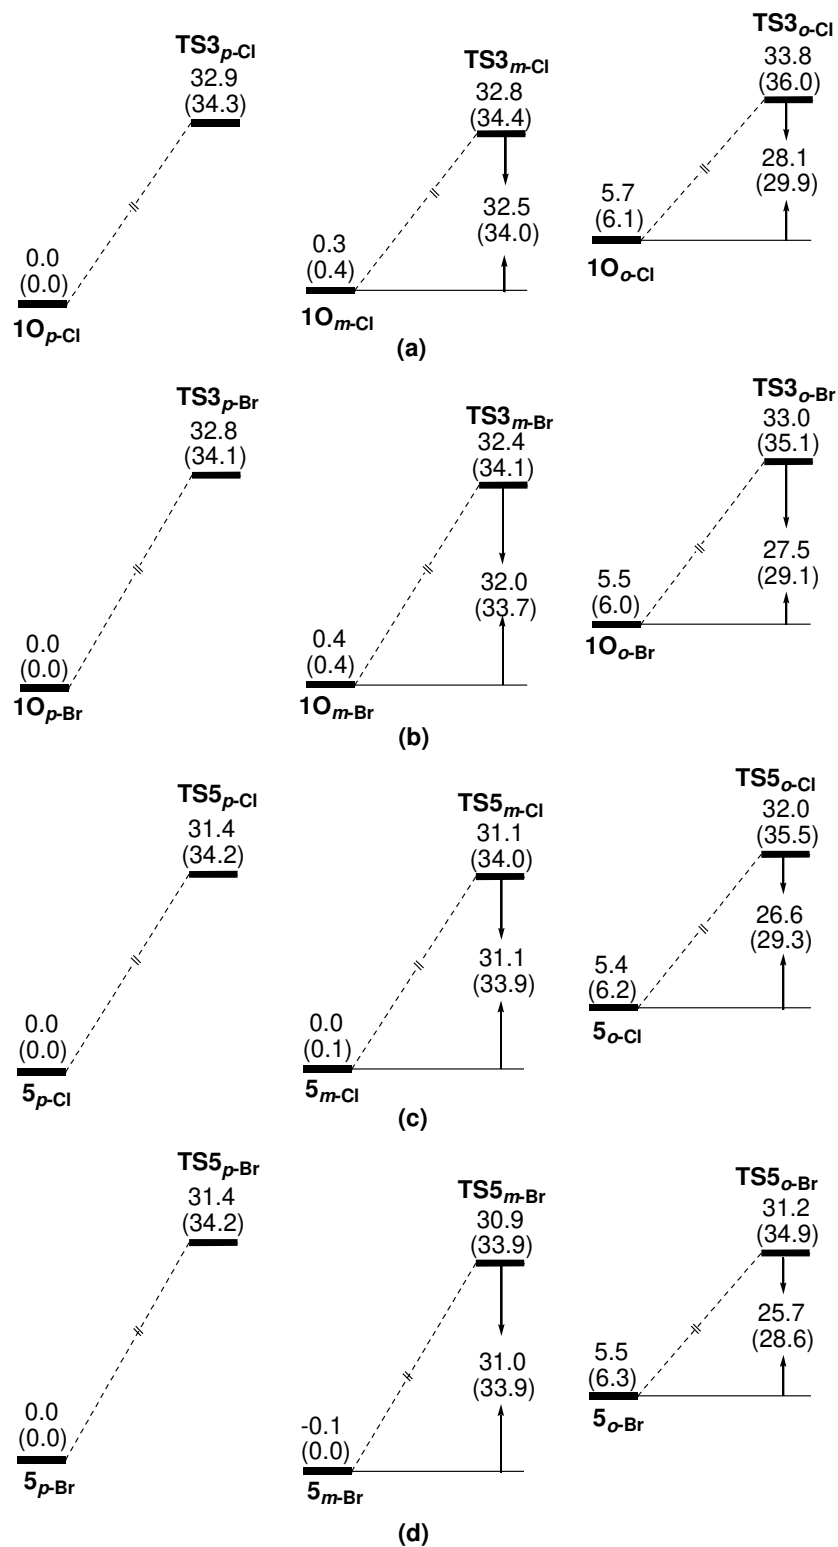 TS3p-Cl
32.9
(34.3)
0.0
(0.0)
1Op-Cl
TS3m-Cl
32.8
(34.4)
32.5
(34.0)
0.3
(0.4)
1Om-Cl
TS3o-Cl
33.8
(36.0)
28.1
(29.9)
5.7
(6.1)
1Oo-Cl
(a)
TS3p-Br
32.8
(34.1)
0.0
(0.0)
1Op-Br
TS3m-Br
32.4
(34.1)
32.0
(33.7)
0.4
(0.4)
1Om-Br
TS3o-Br
33.0
(35.1)
27.5
(29.1)
5.5
(6.0)
1Oo-Br
(b)
TS5p-Cl
31.4
(34.2)
0.0
(0.0)
5p-Cl
TS5m-Cl
31.1
(34.0)
31.1
(33.9)
0.0
(0.1)
5m-Cl
TS5o-Cl
32.0
(35.5)
26.6
(29.3)
5.4
(6.2)
5o-Cl
(c)
TS5p-Br
31.4
(34.2)
0.0
(0.0)
5p-Br
TS5m-Br
30.9
(33.9)
31.0
(33.9)
-0.1
(0.0)
5m-Br
TS5o-Br
31.2
(34.9)
25.7
(28.6)
5.5
(6.3)
5o-Br
(d)